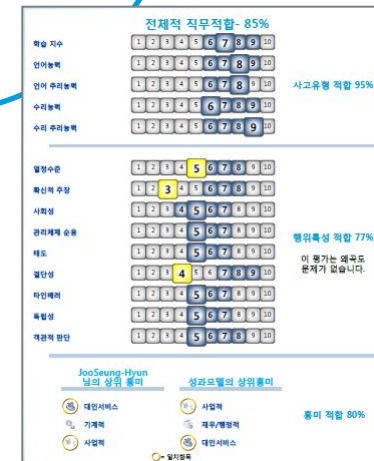 전체적 직무적합- 85%
학습 지수 1 2 3 4 5 6 7 8 9 10
언어능력 1 2 3 4 5 6 7 8 9 10
언어 추리능력 1 2 3 4 5 6 7 8 9 10 사고유형 적합 95%
수리능력 1 2 3 4 5 6 7 8 9 10
수리 추리능력 1 2 3 4 5 6 7 8 9 10
열정수준 1 2 3 4 5 6 7 8 9 10
확신적 주장 1 2 3 4 5 6 7 8 9 10
사회성 1 2 3 4 5 6 7 8 9 10
관리체제 순응 1 2 3 4 5 6 7 8 9 10 행위특성 적합 77%
태도 1 2 3 4 5 6 7 8 9 10 이 평가는 왜곡도
결단성 1 2 3 4 5 6 7 8 9 10 문제가 없습니다.
타인배려 1 2 3 4 5 6 7 8 9 10
독립성 1 2 3 4 5 6 7 8 9 10
객관적 판단 1 2 3 4 5 6 7 8 9 10
JooSeung-Hyun
님의 상위 흥미 성과모델의 상위흥미
대인서비스 사업적
기계적 재무/행정적 흥미 적합 80%
사업적 대인서비스
= 일치항목